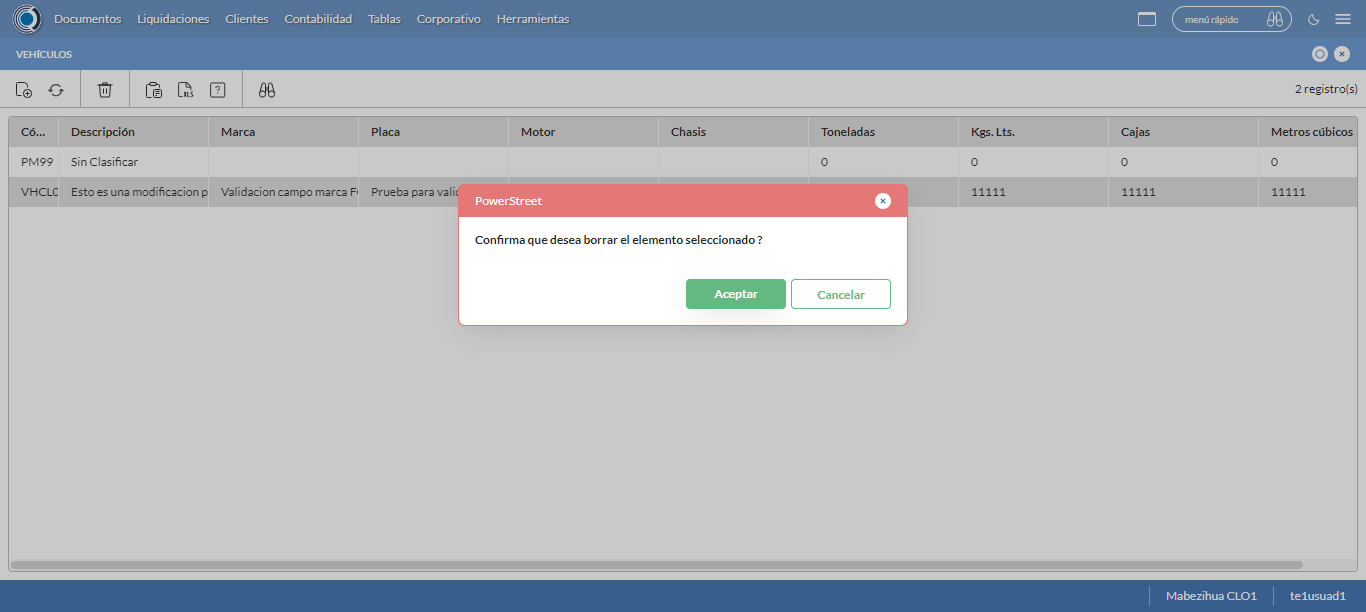 Documentos Liquidaciones Clientes Contabilidad Tablas Corporativo Herramientas menú rápido
VEHÍCULOS
XLS ? 2 registro(s)
Có... Descripción Marca Placa Motor Chasis Toneladas Kgs. Lts. Cajas Metros cúbicos
PM99 Sin Clasificar 0 0 0 0
VHCL0 Esto es una modificacion p Validacion campo marca F Prueba para valid 11111 11111 11111
PowerStreet
Confirma que desea borrar el elemento seleccionado ?
Aceptar Cancelar
Mabezihua CLO1 te1usuad1